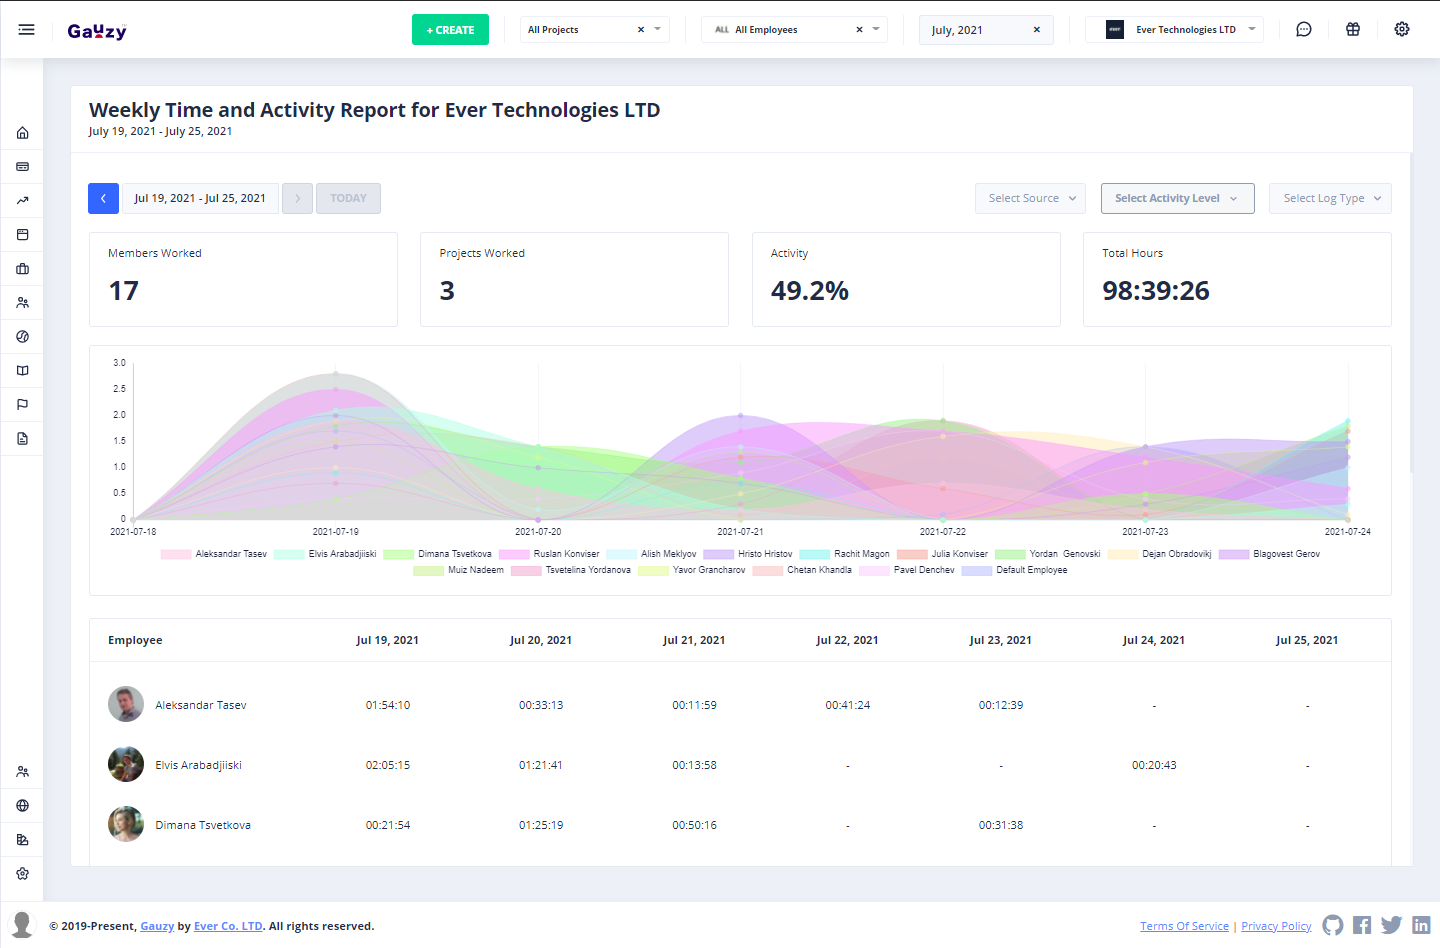 Gauzy
+ CREATE
All Projects ×
ALL All Employees ×
July, 2021 ×
EVER Ever Technologies LTD
Weekly Time and Activity Report for Ever Technologies LTD
July 19, 2021 - July 25, 2021
Jul 19, 2021 - Jul 25, 2021
TODAY
Select Source
Select Activity Level
Select Log Type
Members Worked
17
Projects Worked
3
Activity
49.2%
Total Hours
98:39:26
3.0
2.5
2.0
1.5
1.0
0.5
0
2021-07-18 2021-07-19 2021-07-20 2021-07-21 2021-07-22 2021-07-23 2021-07-24
Aleksandar Tasev Elvis Arabadjiiski Dimana Tsvetkova Ruslan Konviser Alish Meklyov Hristo Hristov Rachit Magon Julia Konviser Yordan Genovski Dejan Obradovikj Blagovest Gerov
Muiz Nadeem Tsvetelina Yordanova Yavor Grancharov Chetan Khandla Pavel Denchev Default Employee
Employee Jul 19, 2021 Jul 20, 2021 Jul 21, 2021 Jul 22, 2021 Jul 23, 2021 Jul 24, 2021 Jul 25, 2021
Aleksandar Tasev 01:54:10 00:33:13 00:11:59 00:41:24 00:12:39 - -
Elvis Arabadjiiski 02:05:15 01:21:41 00:13:58 - - 00:20:43 -
Dimana Tsvetkova 00:21:54 01:25:19 00:50:16 - 00:31:38 - -
© 2019-Present, Gauzy by Ever Co. LTD. All rights reserved.
Terms Of Service | Privacy Policy